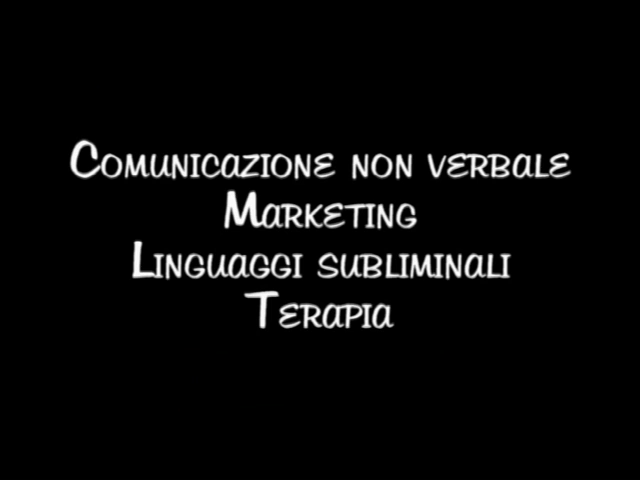 Comunicazione non verbale
Marketing
Linguaggi subliminali
Terapia